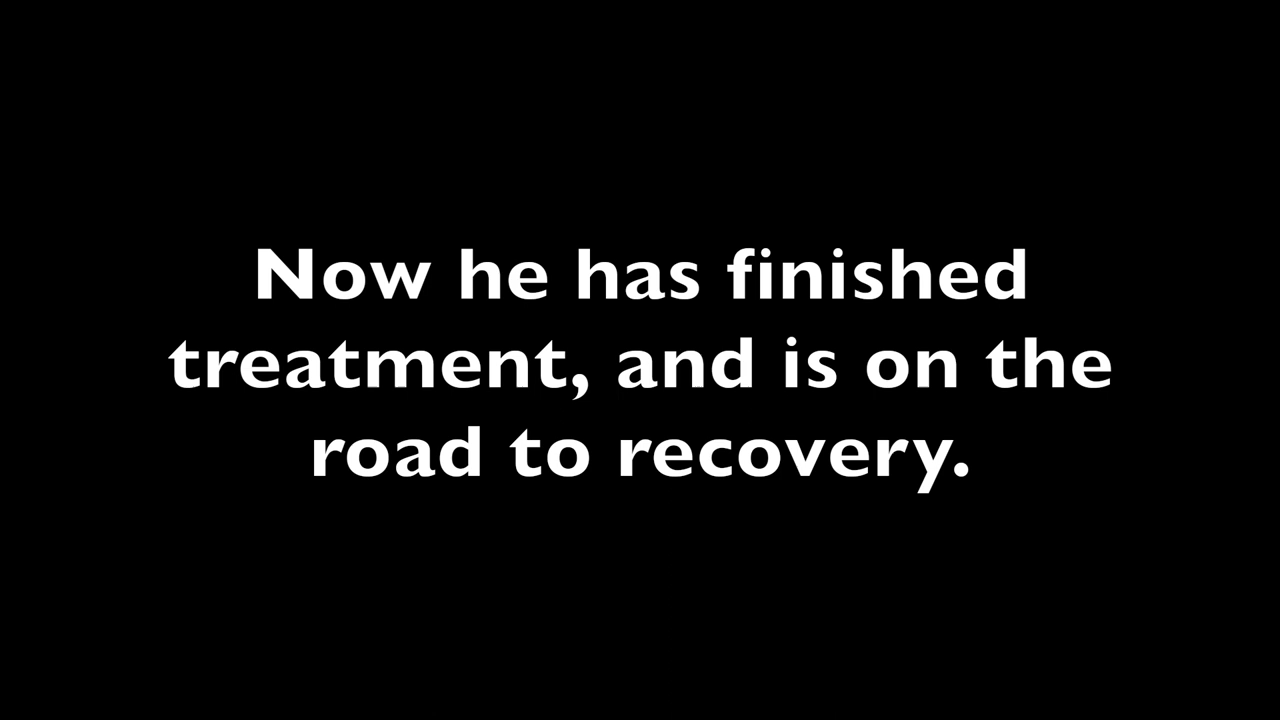 Now he has finished
treatment, and is on the
road to recovery.